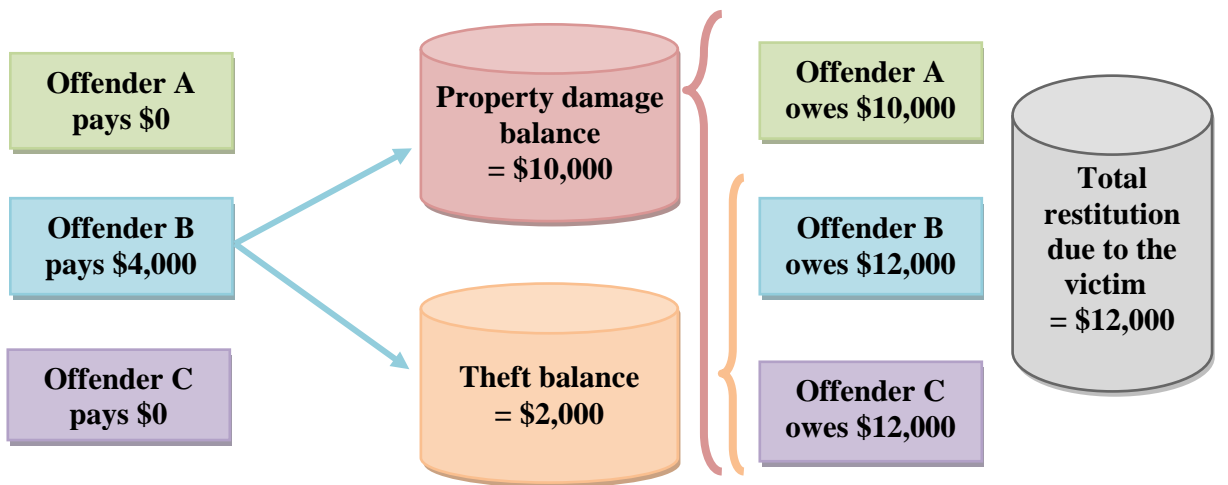 Offender A
pays $0
Offender B
pays $4,000
Offender C
pays $0
Property damage
balance
= $10,000
Theft balance
= $2,000
Offender A
owes $10,000
Offender B
owes $12,000
Offender C
owes $12,000
Total
restitution
due to the
victim
= $12,000